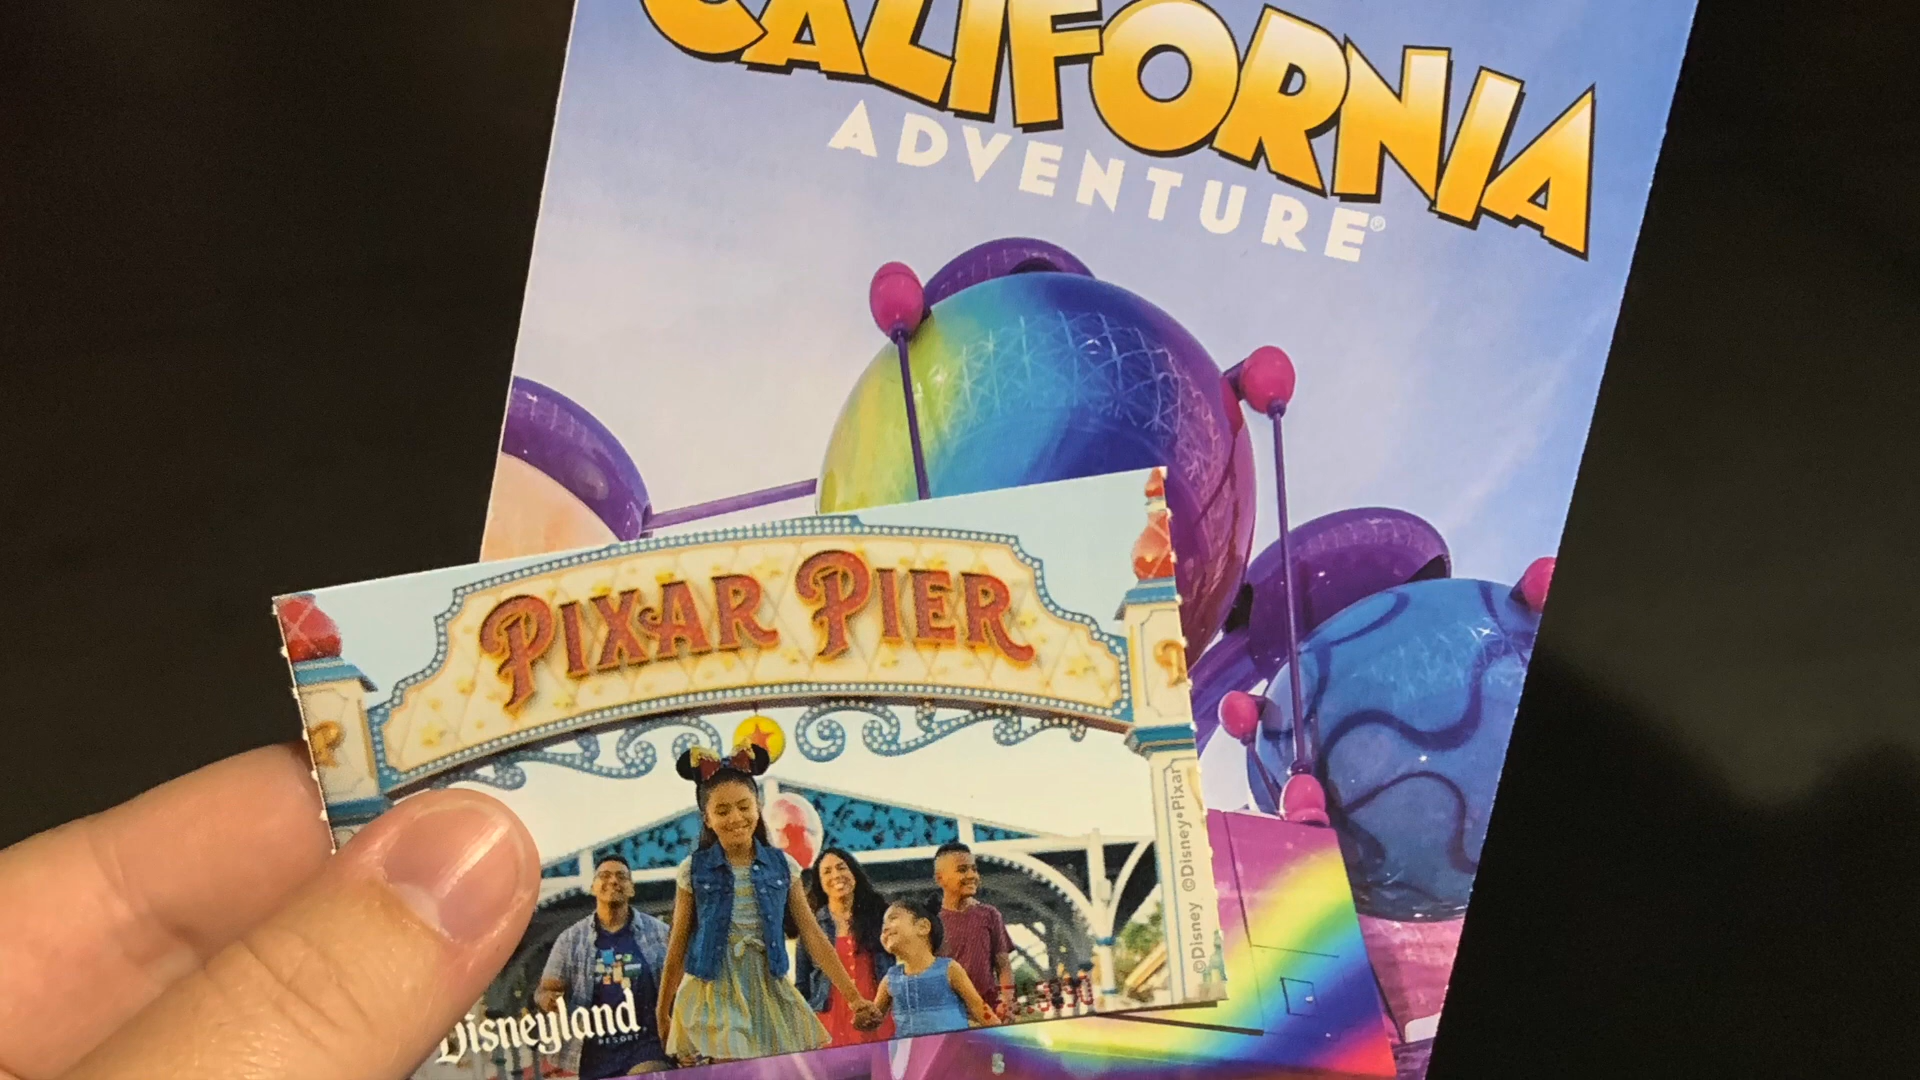 CALIFORNIA
ADVENTURE®
PIXAR PIER
Disneyland
RESORT
©Disney ©Disney•Pixar